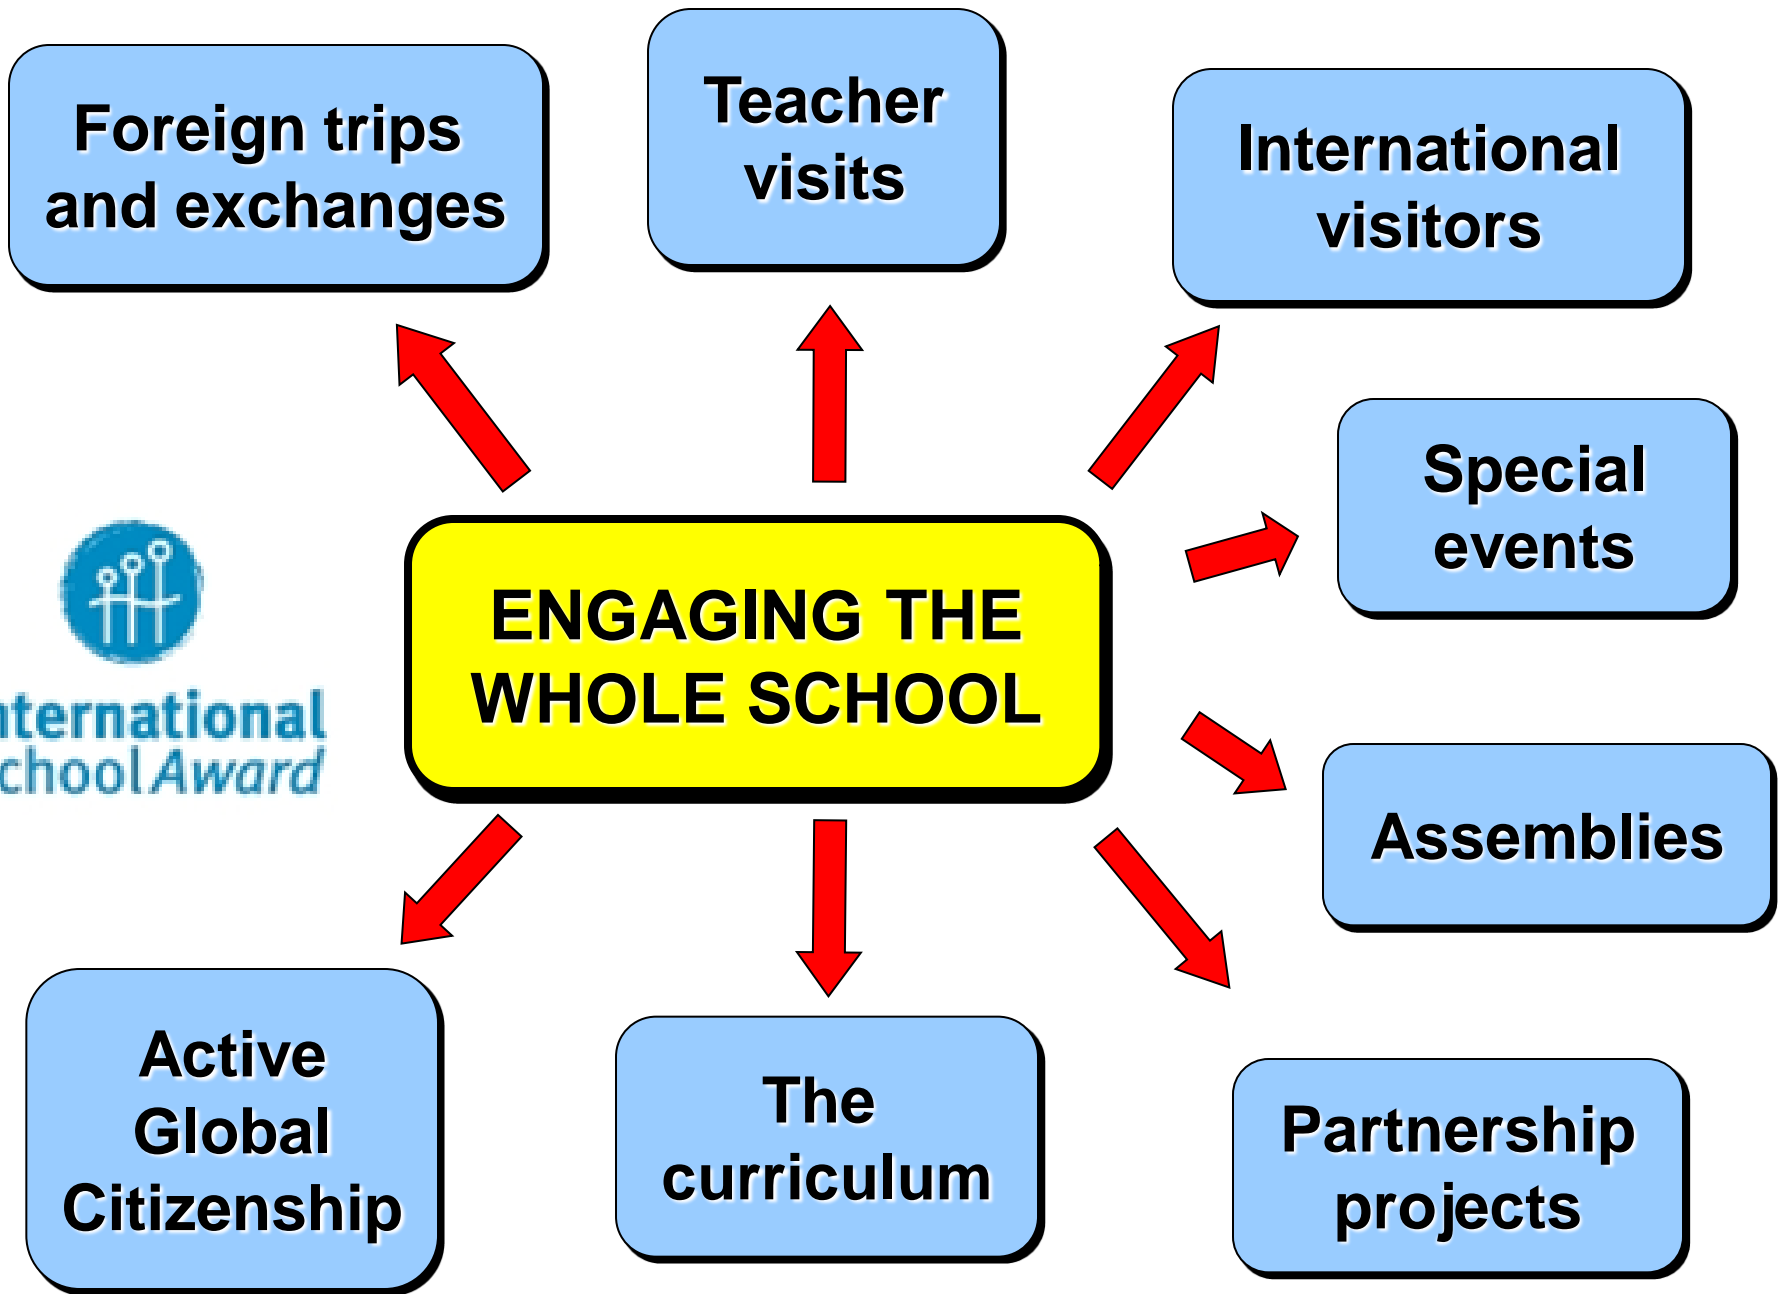 Foreign trips
and exchanges
Teacher
visits
International
visitors
Special
events
ENGAGING THE
WHOLE SCHOOL
nternational
chool Award
Assemblies
Active
Global
Citizenship
The
curriculum
Partnership
projects